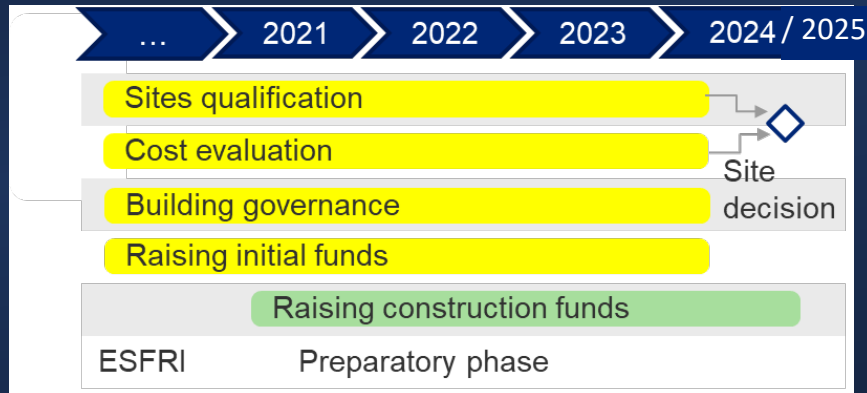 ... 2021 2022 2023 2024 / 2025
Sites qualification
Cost evaluation
Site
decision
Building governance
Raising initial funds
Raising construction funds
ESFRI Preparatory phase